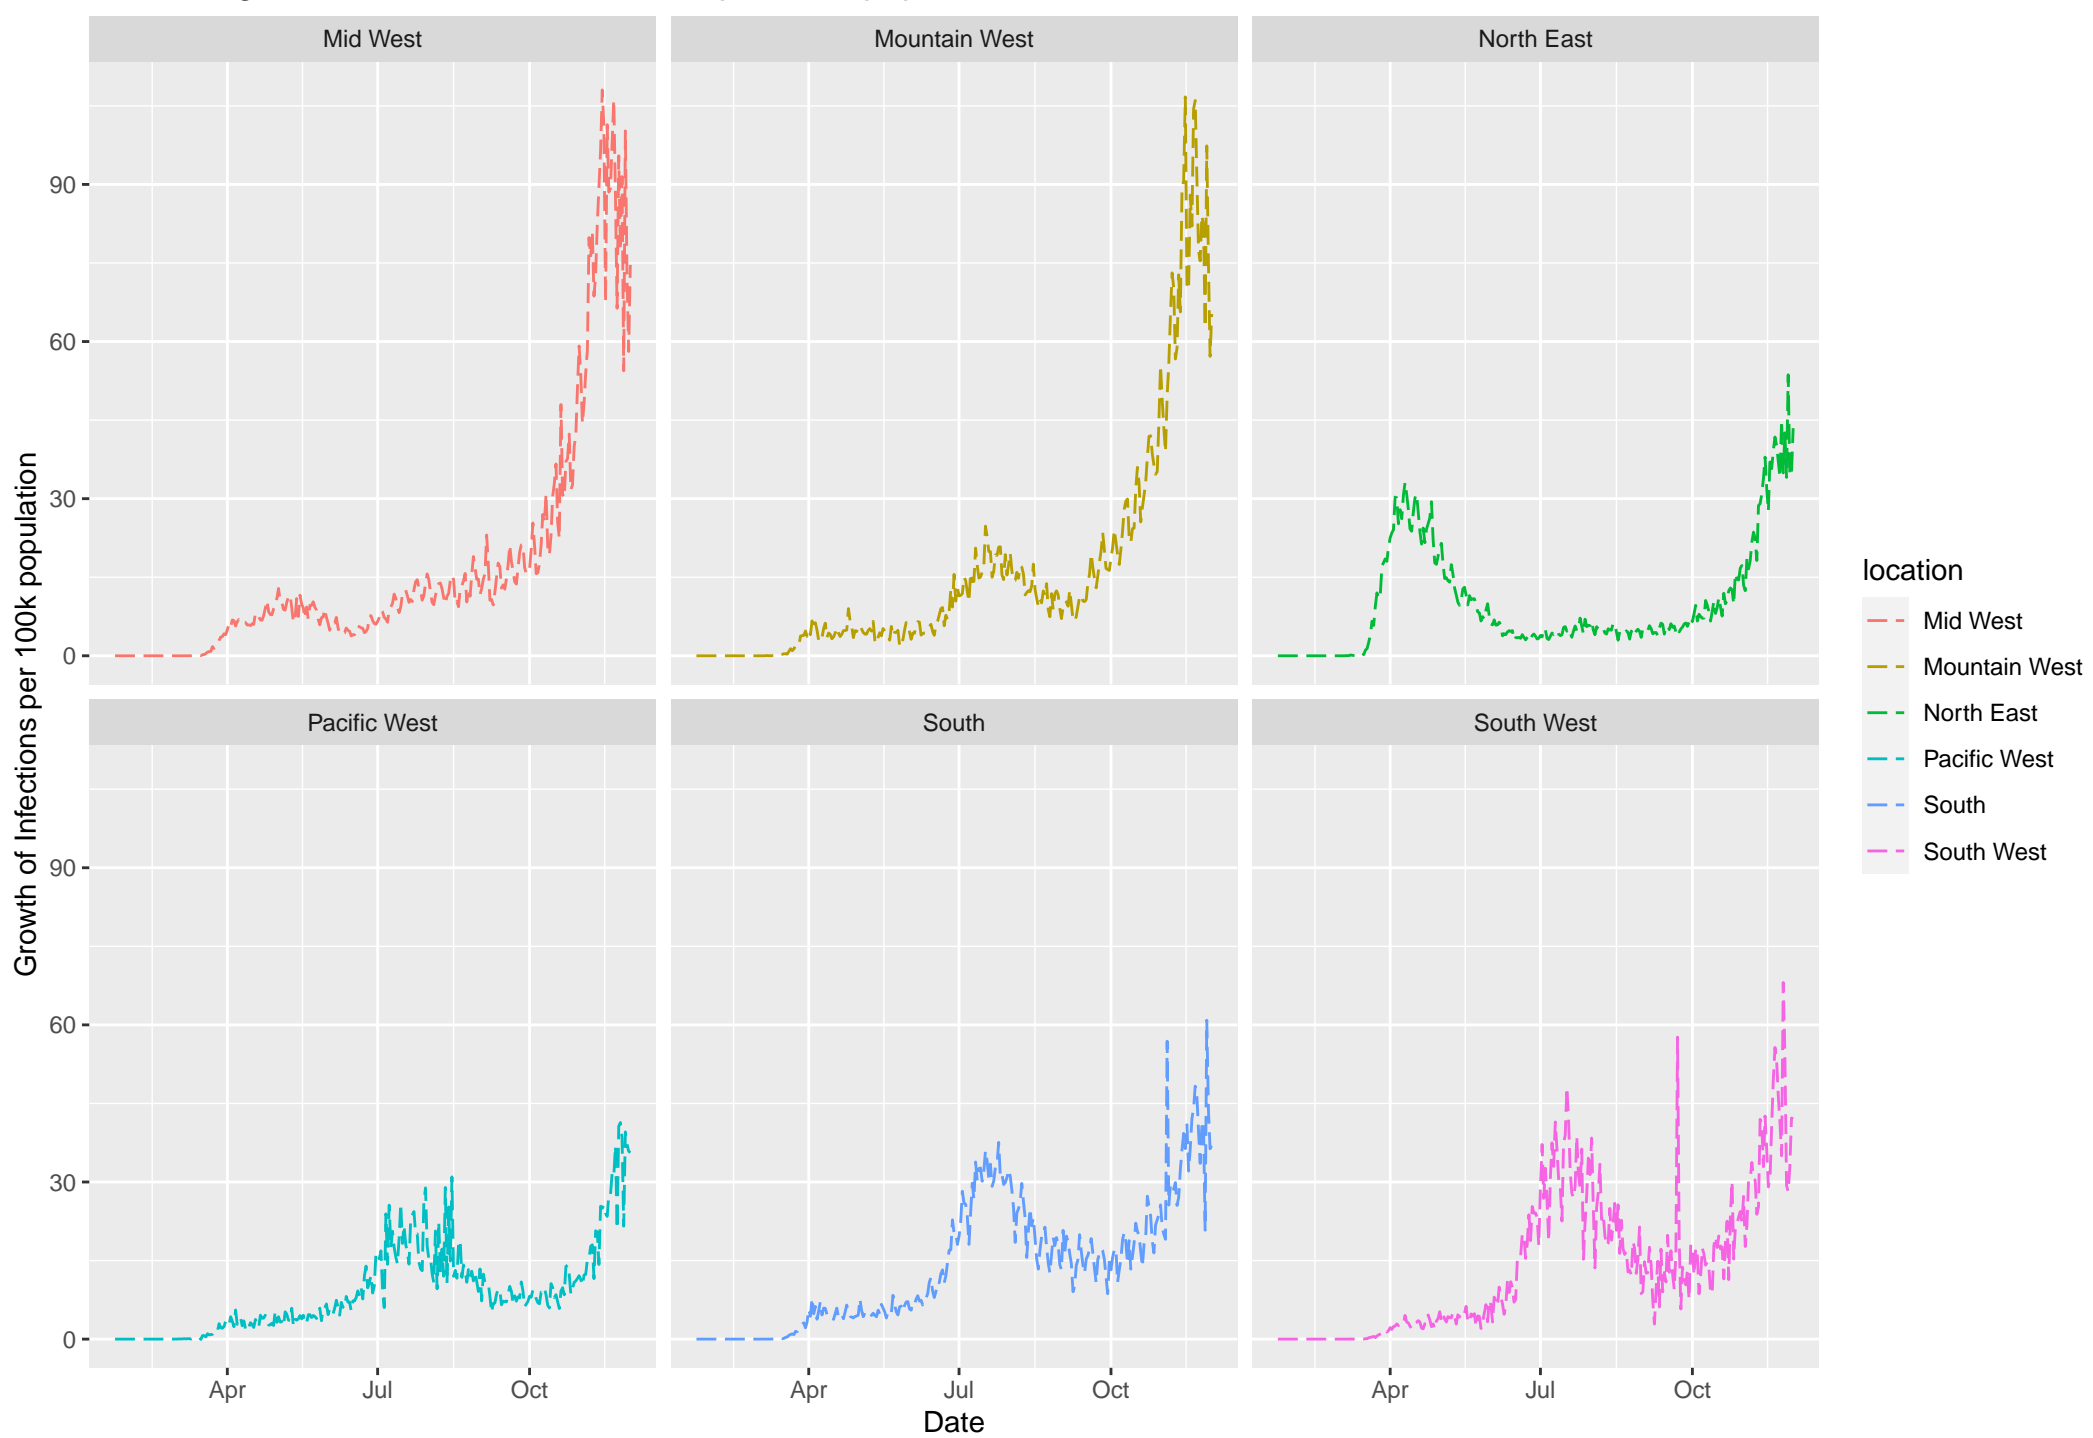 Mid West
Mountain West
North East
90
60
30
0
Pacific West
South
South West
90
60
30
0
Apr
Jul
Oct
Apr
Jul
Oct
Apr
Jul
Oct
Date
Growth of Infections per 100k population
location
Mid West
Mountain West
North East
Pacific West
South
South West